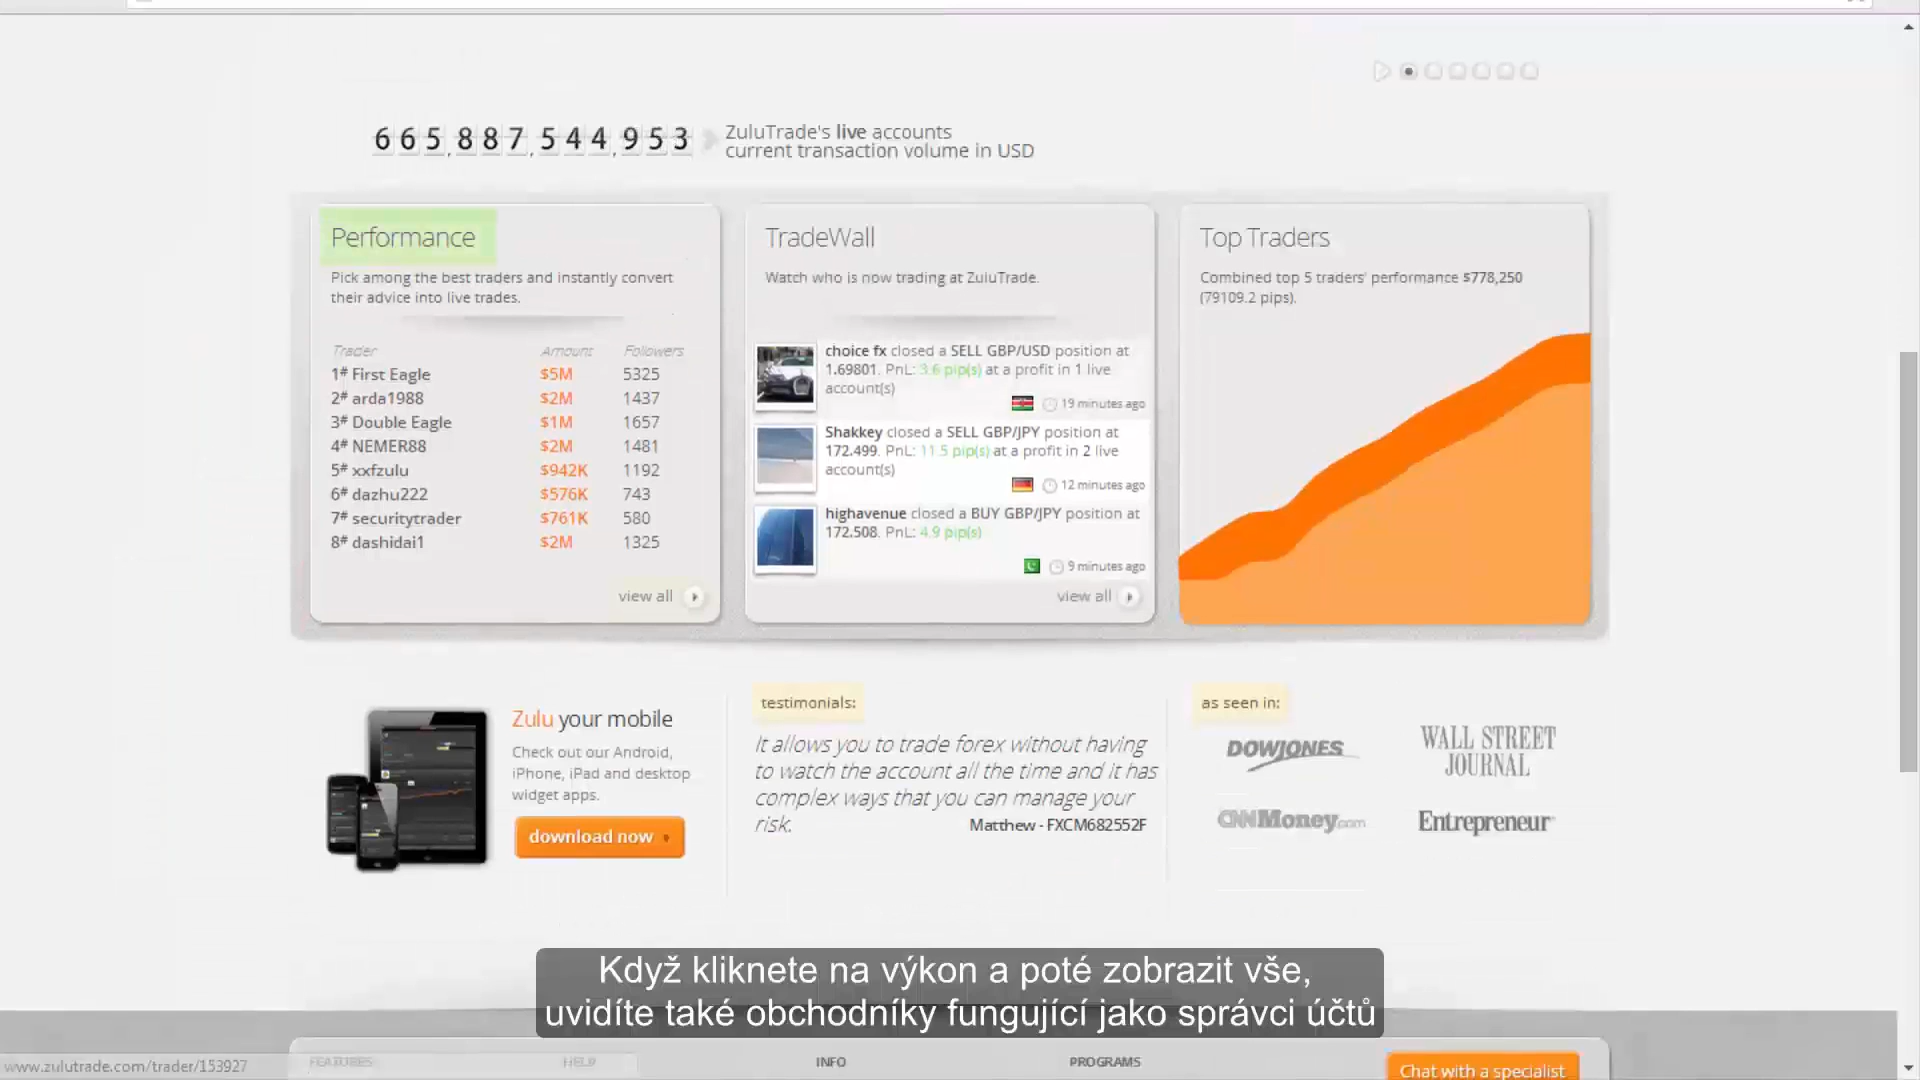 665,887,544,953
ZuluTrade's live accounts
current transaction volume in USD
Performance
Pick among the best traders and instantly convert
their advice into live trades.
Trader Amount Followers
1# First Eagle $5M 5325
2# arda1988 $2M 1437
3# Double Eagle $1M 1657
4# NEMER88 $2M 1481
5# xxfzulu $942K 1192
6# dazhu222 $576K 743
7# securitytrader $761K 580
8# dashidai1 $2M 1325
view all
TradeWall
Watch who is now trading at ZuluTrade.
choice fx closed a SELL GBP/USD position at
1.69801. PnL: 3.6 pip(s) at a profit in 1 live
account(s)
19 minutes ago
Shakkey closed a SELL GBP/JPY position at
172.499. PnL: 11.5 pip(s) at a profit in 2 live
account(s)
12 minutes ago
highavenue closed a BUY GBP/JPY position at
172.508. PnL: 4.9 pip(s)
9 minutes ago
view all
Top Traders
Combined top 5 traders' performance $778,250
(79109.2 pips).
Zulu your mobile
Check out our Android,
iPhone, iPad and desktop
widget apps.
download now
testimonials:
It allows you to trade forex without having
to watch the account all the time and it has
complex ways that you can manage your
risk.
Matthew - FXCM682552F
as seen in:
DOWJONES
WALL STREET
JOURNAL
CNNMoney.com
Entrepreneur
Když kliknete na výkon a poté zobrazit vše,
uvidíte také obchodníky fungující jako správci účtů
www.zulutrade.com/trader/153927
FEATURES
HELP
INFO
PROGRAMS
Chat with a specialist